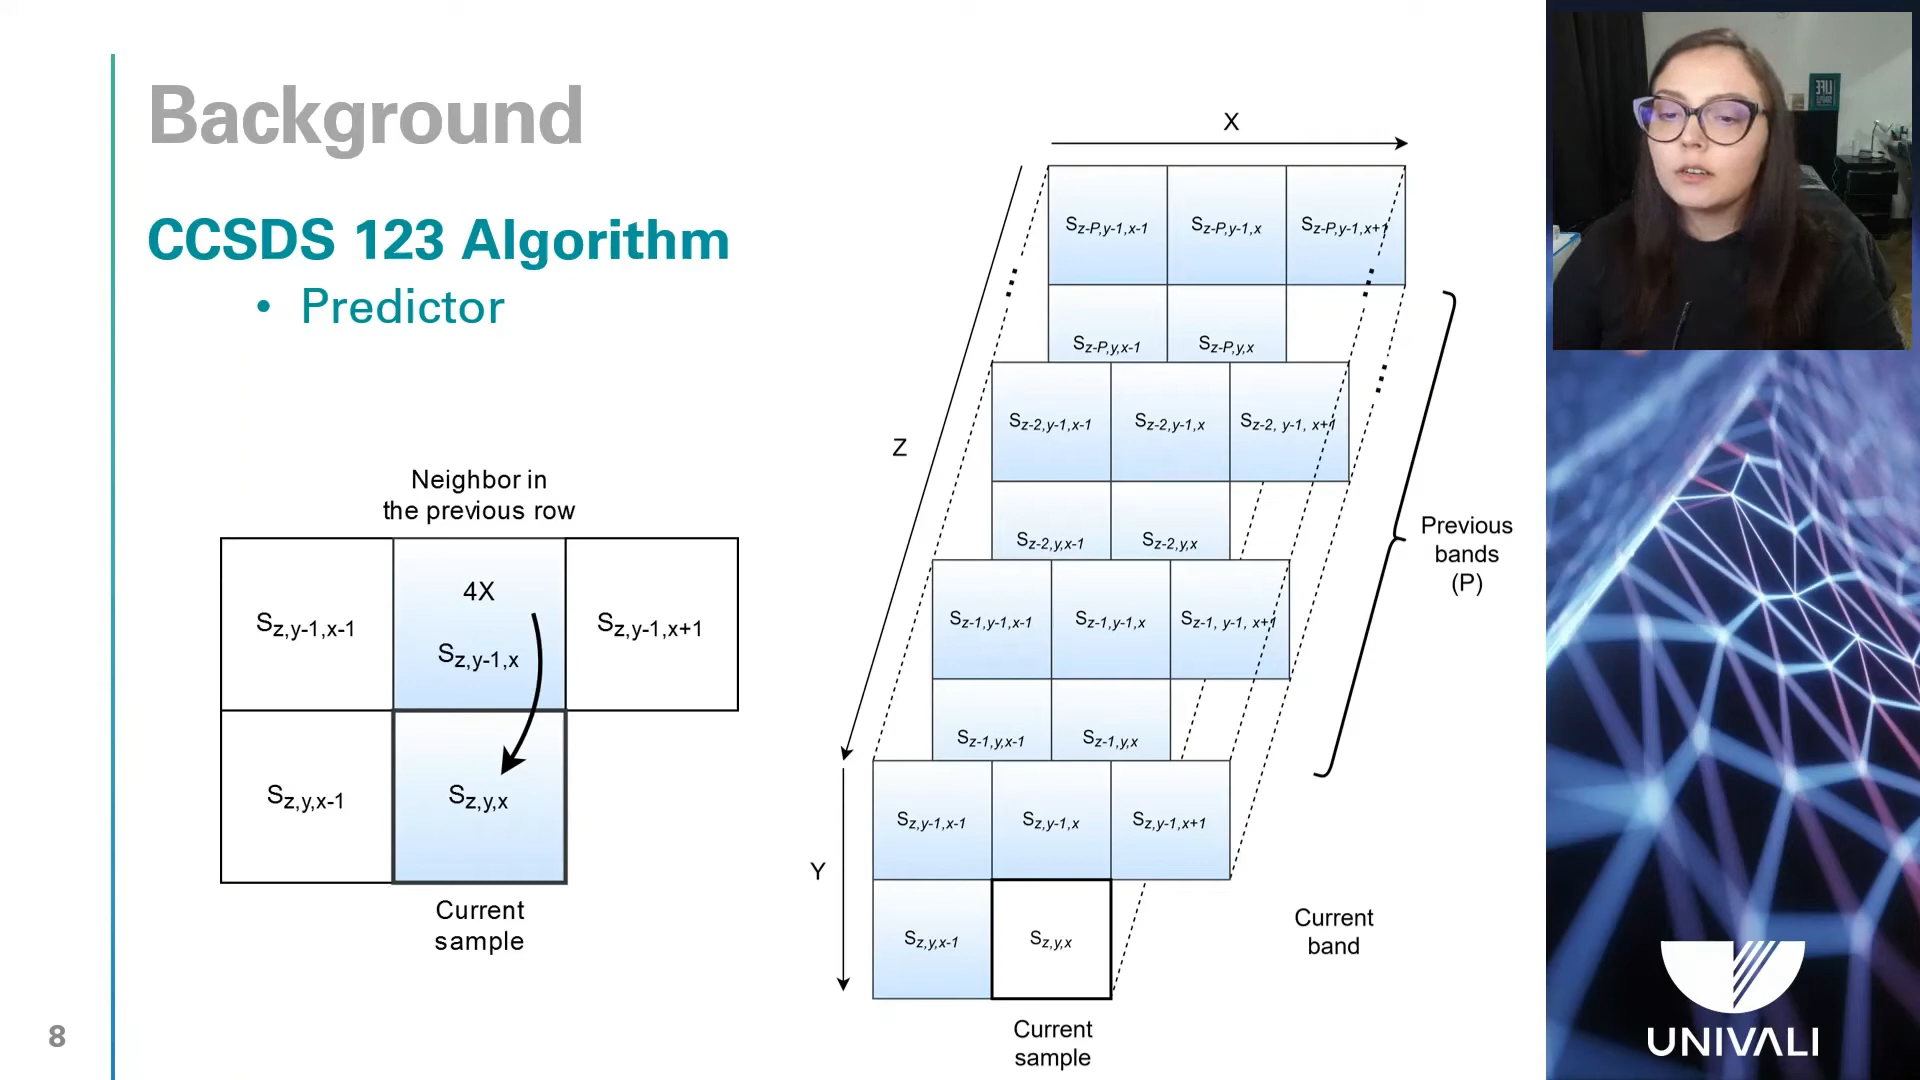 Background
CCSDS 123 Algorithm
• Predictor
Neighbor in
the previous row
4X
Sz,y-1,x-1
Sz,y-1,x
Sz,y-1,x+1
Sz,y,x-1
Sz,y,x
Current
sample
X
Sz-P,y-1,x-1
Sz-P,y-1,x
Sz-P,y-1,x+1
Sz-P,y,x-1
Sz-P,y,x
Z
Sz-2,y-1,x-1
Sz-2,y-1,x
Sz-2, y-1, x+1
Sz-2,y,x-1
Sz-2,y,x
Previous
bands
(P)
Sz-1,y-1,x-1
Sz-1,y-1,x
Sz-1, y-1, x+1
Sz-1,y,x-1
Sz-1,y,x
Y
Sz,y-1,x-1
Sz,y-1,x
Sz,y-1,x+1
Sz,y,x-1
Sz,y,x
Current
band
Current
sample
8
UNIVALI